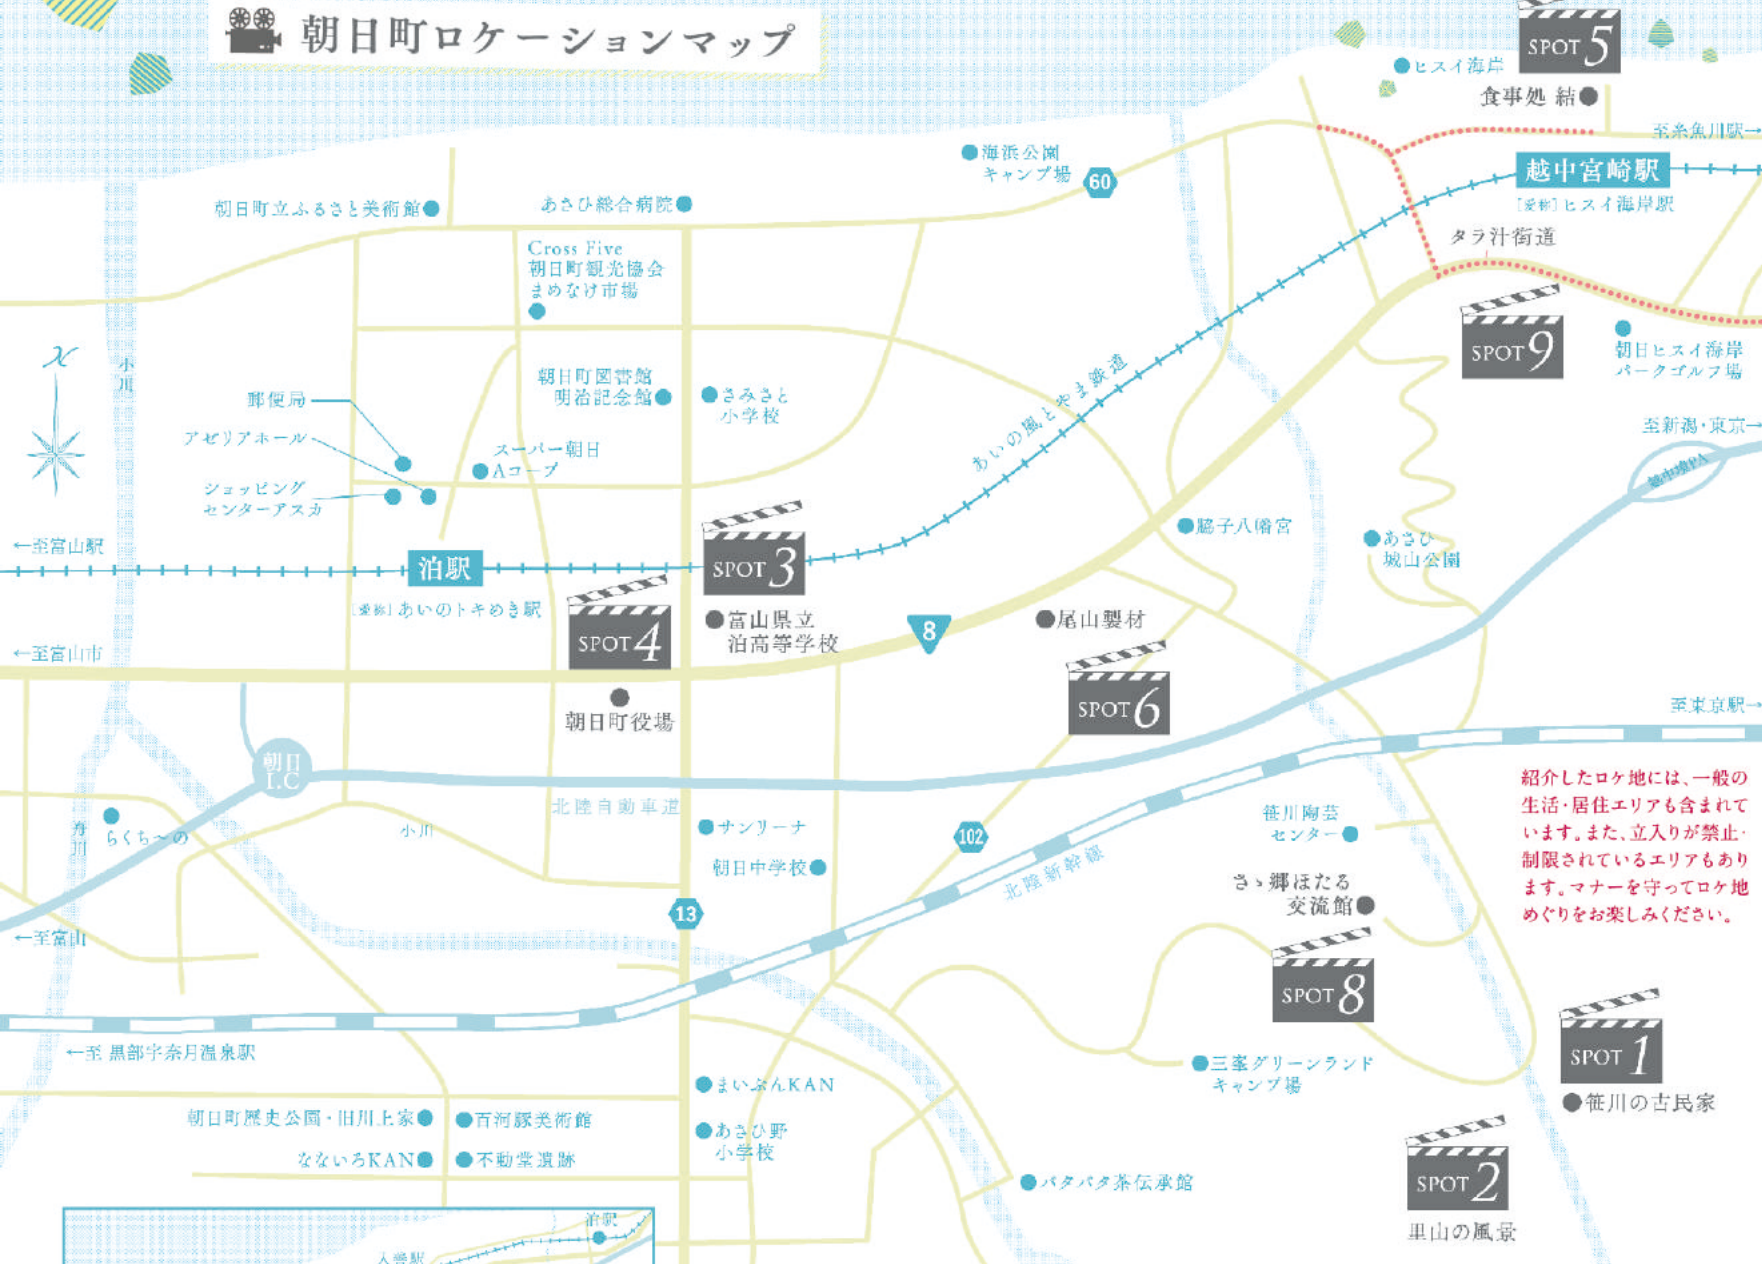 朝日町ロケーションマップ
SPOT 5
ヒスイ海岸
食事処 結
至糸魚川駅→
海浜公園
キャンプ場
60
越中宮崎駅
[愛称]ヒスイ海岸駅
朝日町立ふるさと美術館
あさひ総合病院
タラ汁街道
Cross Five
朝日町観光協会
まめなけ市場
SPOT 9
朝日ヒスイ海岸
パークゴルフ場
小川
朝日町図書館
明治記念館
さみさと
小学校
あいの風とやま鉄道
郵便局
アゼリアホール
スーパー朝日
Aコープ
ショッピング
センターアスカ
至新潟・東京→
越中境PA
脇子八幡宮
あさひ
城山公園
←至富山駅
泊駅
[愛称]あいのトキめき駅
SPOT 3
富山県立
泊高等学校
SPOT 4
8
尾山製材
←至富山市
SPOT 6
朝日町役場
至東京駅→
朝日
I.C
北陸自動車道
紹介したロケ地には、一般の
生活・居住エリアも含まれて
います。また、立入りが禁止・
制限されているエリアもあり
ます。マナーを守ってロケ地
めぐりをお楽しみください。
舟川
らくち〜の
小川
サンリーナ
朝日中学校
102
北陸新幹線
笹川陶芸
センター
さゝ郷ほたる
交流館
13
←至富山
SPOT 8
SPOT 1
笹川の古民家
←至 黒部宇奈月温泉駅
三峯グリーンランド
キャンプ場
まいぶんKAN
朝日町歴史公園・旧川上家
百河豚美術館
あさひ野
小学校
なないろKAN
不動堂遺跡
バタバタ茶伝承館
SPOT 2
里山の風景
泊駅
入善駅